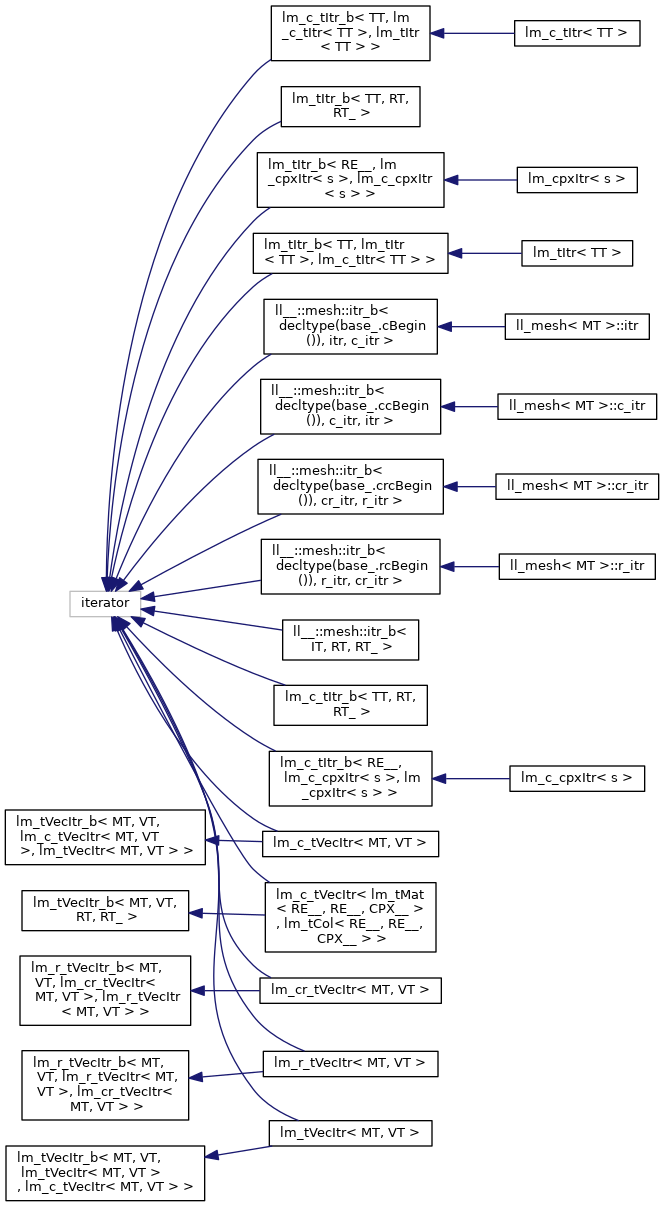 lm_c_tItr_b< TT, lm
_c_tItr< TT >, lm_tItr
< TT > >
lm_c_tItr< TT >
lm_tItr_b< TT, RT,
RT_ >
lm_tItr_b< RE__, lm
_cpxItr< s >, lm_c_cpxItr
< s > >
lm_cpxItr< s >
lm_tItr_b< TT, lm_tItr
< TT >, lm_c_tItr< TT > >
lm_tItr< TT >
ll__::mesh::itr_b<
decltype(base_.cBegin
()), itr, c_itr >
ll_mesh< MT >::itr
ll__::mesh::itr_b<
decltype(base_.ccBegin
()), c_itr, itr >
ll_mesh< MT >::c_itr
ll__::mesh::itr_b<
decltype(base_.crcBegin
()), cr_itr, r_itr >
ll_mesh< MT >::cr_itr
ll__::mesh::itr_b<
decltype(base_.rcBegin
()), r_itr, cr_itr >
ll_mesh< MT >::r_itr
iterator
ll__::mesh::itr_b<
IT, RT, RT_ >
lm_c_tItr_b< TT, RT,
RT_ >
lm_c_tItr_b< RE__,
lm_c_cpxItr< s >, lm
_cpxItr< s > >
lm_c_cpxItr< s >
lm_tVecItr_b< MT, VT,
lm_c_tVecItr< MT, VT
>, lm_tVecItr< MT, VT > >
lm_c_tVecItr< MT, VT >
lm_tVecItr_b< MT, VT,
RT, RT_ >
lm_c_tVecItr< lm_tMat
< RE__, RE__, CPX__ >
, lm_tCol< RE__, RE__,
CPX__ > >
lm_r_tVecItr_b< MT,
VT, lm_cr_tVecItr<
MT, VT >, lm_r_tVecItr
< MT, VT > >
lm_cr_tVecItr< MT, VT >
lm_r_tVecItr_b< MT,
VT, lm_r_tVecItr< MT,
VT >, lm_cr_tVecItr<
MT, VT > >
lm_r_tVecItr< MT, VT >
lm_tVecItr< MT, VT >
lm_tVecItr_b< MT, VT,
lm_tVecItr< MT, VT >
, lm_c_tVecItr< MT, VT > >